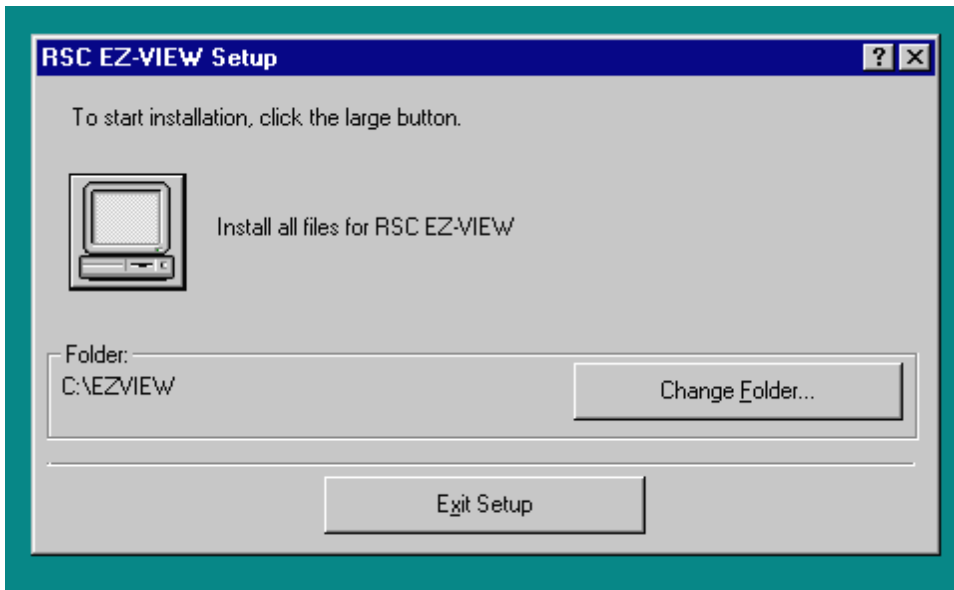 RSC EZ-VIEW Setup
To start installation, click the large button.
Install all files for RSC EZ-VIEW
Folder:
C:\EZVIEW
Change Folder...
Exit Setup